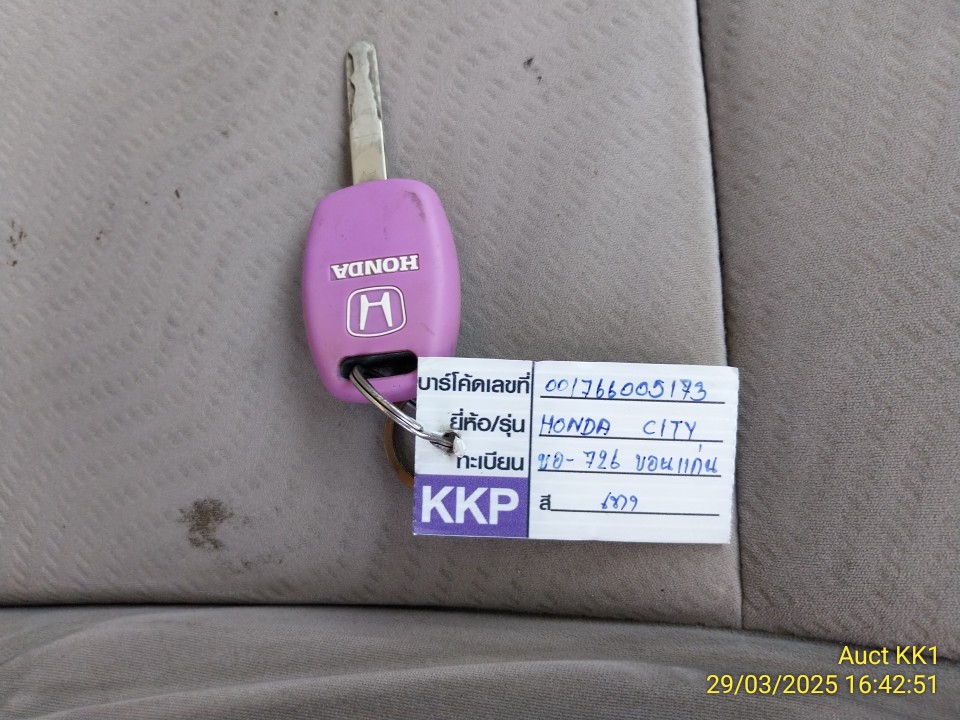 HONDA
บาร์โค้ดเลขที่ 001766005173
ยี่ห้อ/รุ่น HONDA CITY
ทะเบียน ขอ-726 ขอนแก่น
KKP สี เทา
Auct KK1
29/03/2025 16:42:51